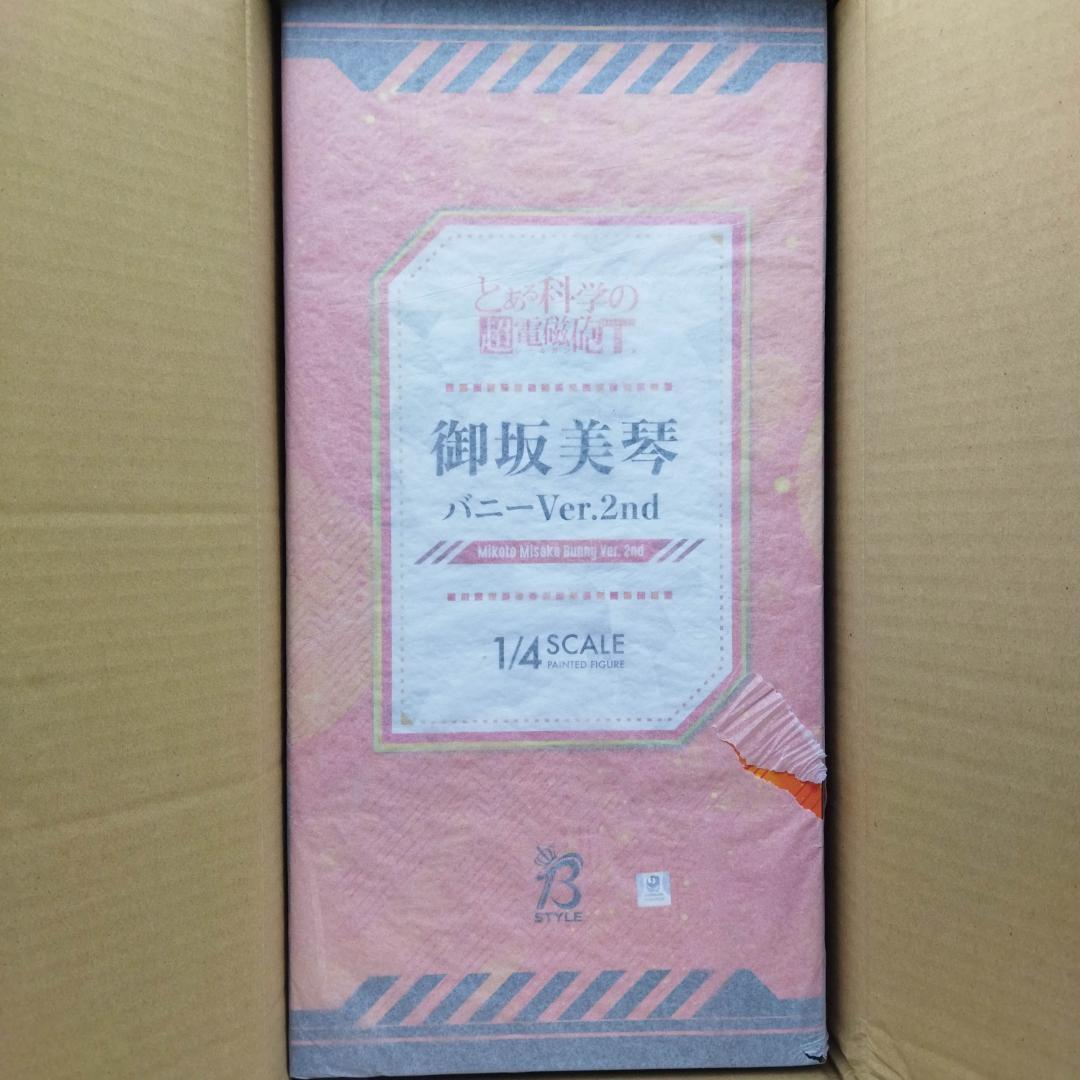 とある科学の
超電磁砲T
御坂美琴
バニーVer.2nd
Mikoto Misaka Bunny Ver. 2nd
1/4 SCALE
PAINTED FIGURE
B
STYLE